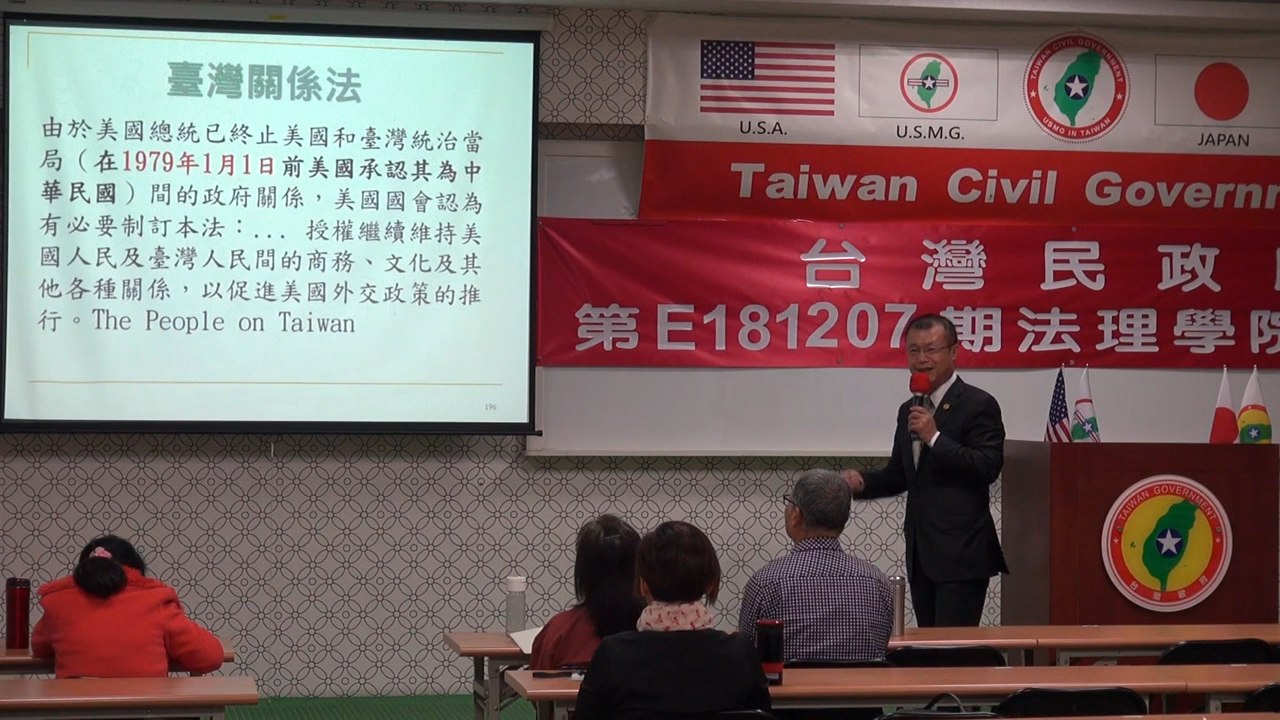 臺灣關係法
由於美國總統已終止美國和臺灣統治當
局（在1979年1月1日前美國承認其為中
華民國）間的政府關係，美國國會認為
有必要制訂本法：... 授權繼續維持美
國人民及臺灣人民間的商務、文化及其
他各種關係，以促進美國外交政策的推
行。The People on Taiwan
196
U.S.A.
U.S.M.G.
TAIWAN CIVIL GOVERNMENT
USMG IN TAIWAN
JAPAN
Taiwan Civil Governm
台灣民政
第E181207期法理學院
TAIWAN GOVERNMENT
台灣政府